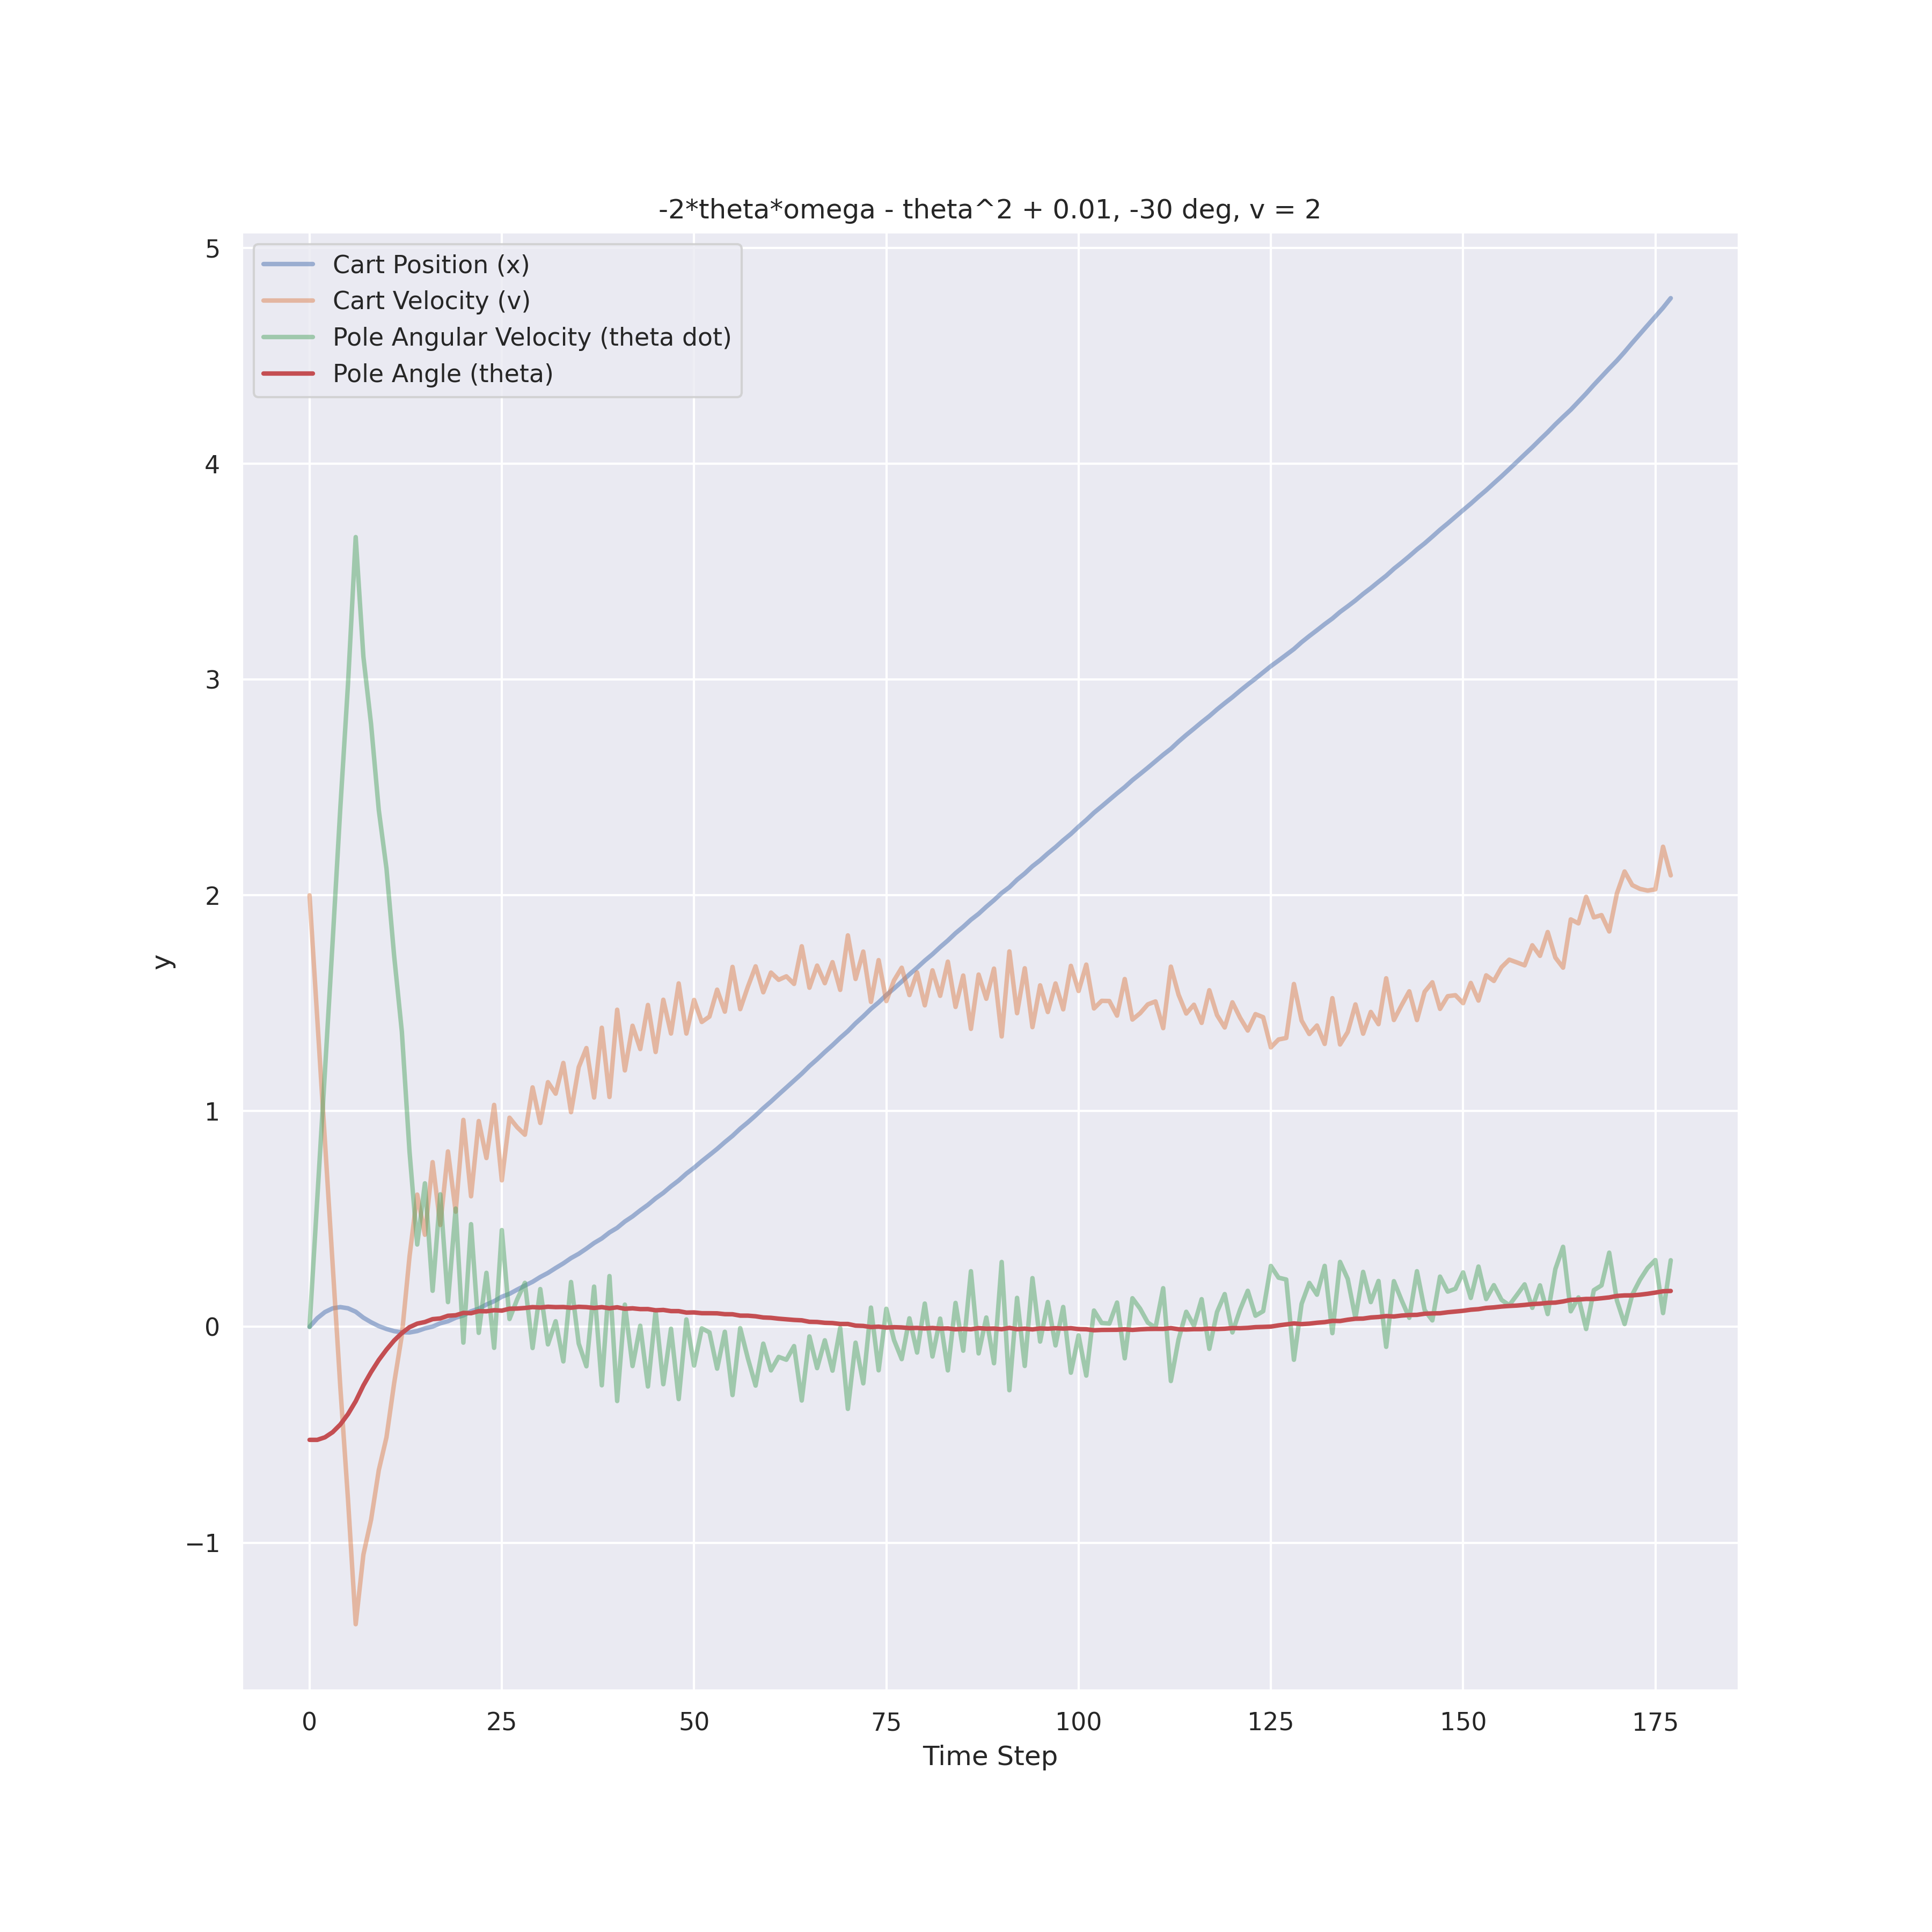 -2*theta*omega - theta^2 + 0.01, -30 deg, v = 2
Cart Position (x)
Cart Velocity (v)
Pole Angular Velocity (theta dot)
Pole Angle (theta)
5
4
3
2
1
0
−1
y
0 25 50 75 100 125 150 175
Time Step